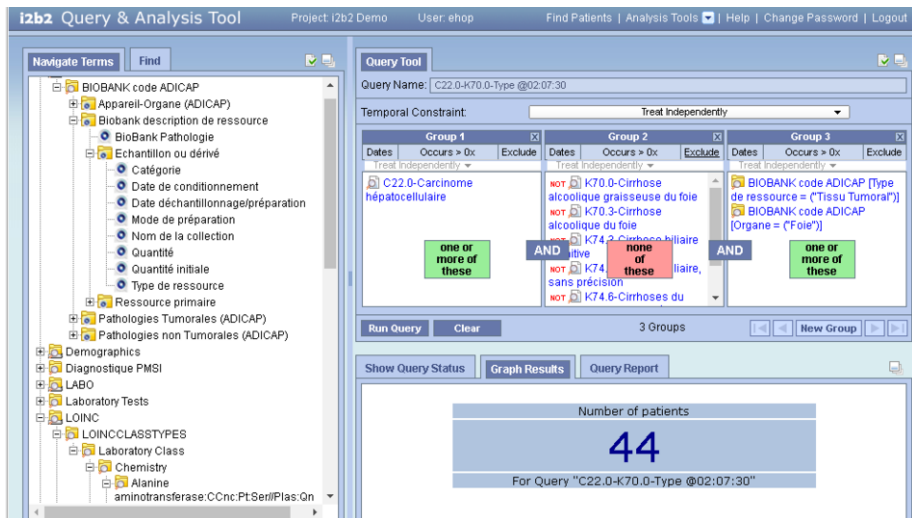 i2b2 Query & Analysis Tool
Project: i2b2 Demo
User: ehop
Find Patients | Analysis Tools | Help | Change Password | Logout
Navigate Terms
Find
BIOBANK code ADICAP
Appareil-Organe (ADICAP)
Biobank description de ressource
BioBank Pathologie
Echantillon ou dérivé
Catégorie
Date de conditionnement
Date déchantillonnage/préparation
Mode de préparation
Nom de la collection
Quantité
Quantité initiale
Type de ressource
Ressource primaire
Pathologies Tumorales (ADICAP)
Pathologies non Tumorales (ADICAP)
Demographics
Diagnostique PMSI
LABO
Laboratory Tests
LOINC
LOINCCLASSTYPES
Laboratory Class
Chemistry
Alanine
aminotransferase:CCnc:Pt:Ser//Plas:Qn
Query Tool
Query Name: C22.0-K70.0-Type @02:07:30
Temporal Constraint:
Treat Independently
Group 1
Dates
Occurs > 0x
Exclude
Treat Independently
C22.0-Carcinome
hépatocellulaire
one or
more of
these
AND
Group 2
Dates
Occurs > 0x
Exclude
Treat Independently
NOT K70.0-Cirrhose
alcoolique graisseuse du foie
NOT K70.3-Cirrhose
alcoolique du foie
NOT
NOT K74
sans précision
NOT K74.6-Cirrhoses du
none
of
these
AND
Group 3
Dates
Occurs > 0x
Exclude
Treat Independently
BIOBANK code ADICAP [Type
de ressource = ("Tissu Tumoral")]
BIOBANK code ADICAP
[Organe = ("Foie")]
one or
more of
these
Run Query
Clear
3 Groups
New Group
Show Query Status
Graph Results
Query Report
Number of patients
44
For Query "C22.0-K70.0-Type @02:07:30"